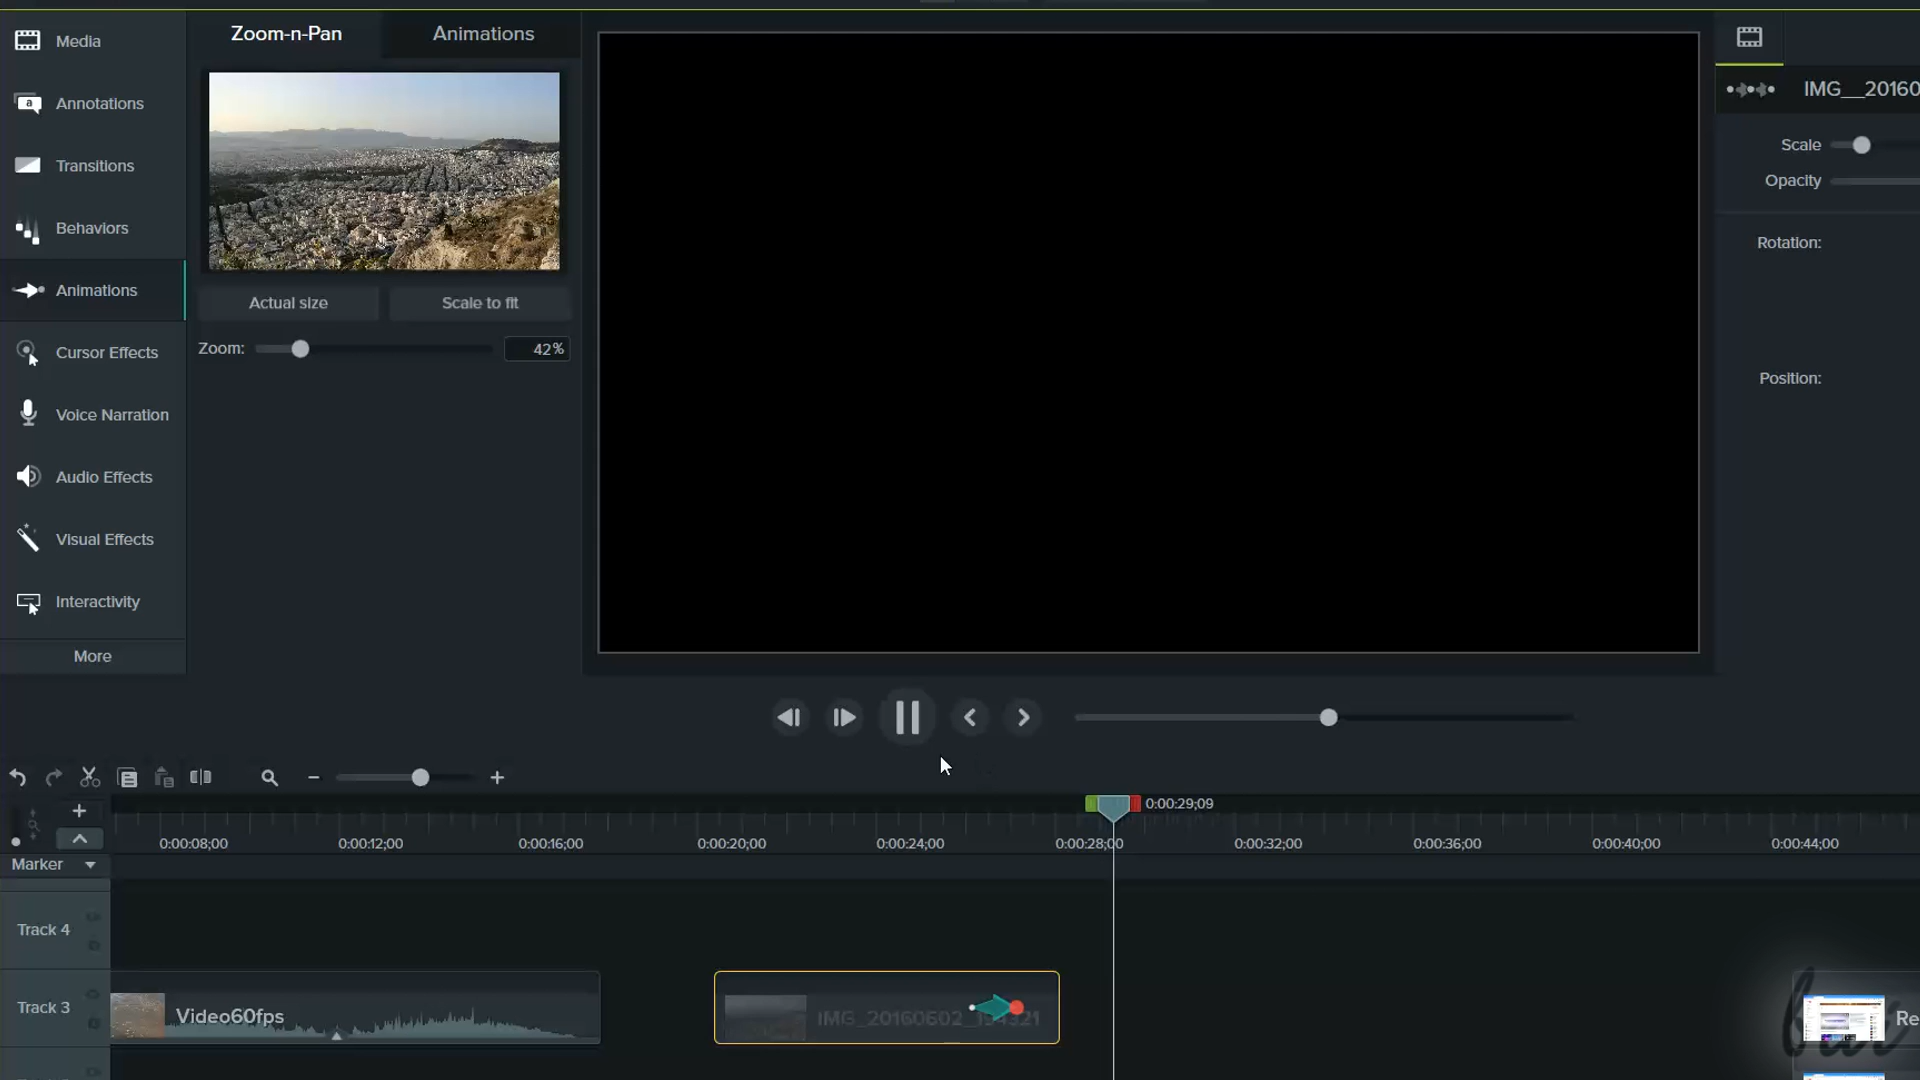 Media
Annotations
Transitions
Behaviors
Animations
Cursor Effects
Voice Narration
Audio Effects
Visual Effects
Interactivity
More
Zoom-n-Pan
Animations
Actual size
Scale to fit
Zoom:
42%
IMG__20160
Scale
Opacity
Rotation:
Position:
0:00:29;09
0:00:08;00
0:00:12;00
0:00:16;00
0:00:20;00
0:00:24;00
0:00:28;00
0:00:32;00
0:00:36;00
0:00:40;00
0:00:44;00
Marker
Track 4
Track 3
Video60fps
IMG_20160602_194321
Re